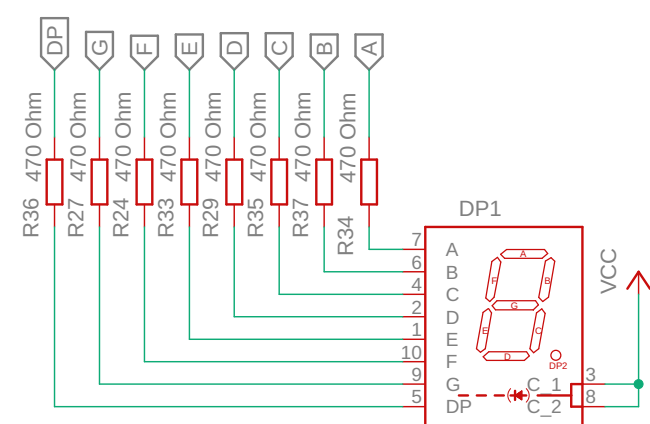 DP G F E D C B A
470 Ohm 470 Ohm 470 Ohm 470 Ohm 470 Ohm 470 Ohm 470 Ohm 470 Ohm
R36 R27 R24 R33 R29 R35 R37 R34
DP1
VCC
7 A
6 B
4 C
2 D
1 E
10 F
9 G
5 DP
A
F B
G
E C
D
DP2
C_1 3
C_2 8